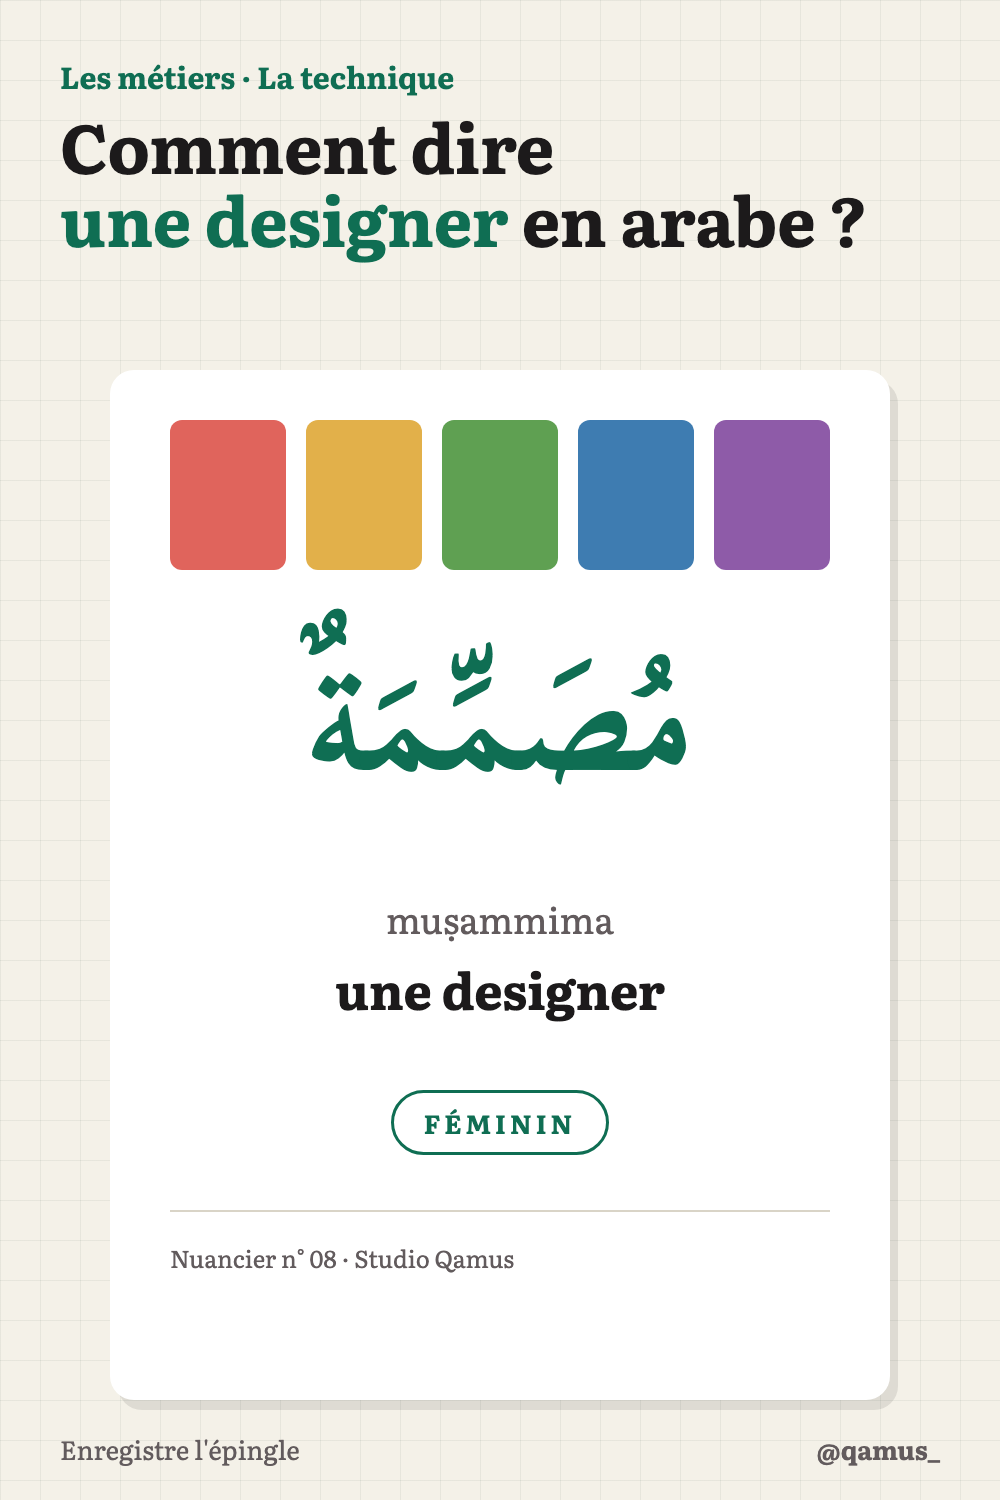 Les métiers · La technique
Comment dire
une designer en arabe ?
مُصَمِّمَةٌ
muṣammima
une designer
FÉMININ
Nuancier n° 08 · Studio Qamus
Enregistre l'épingle
@qamus_